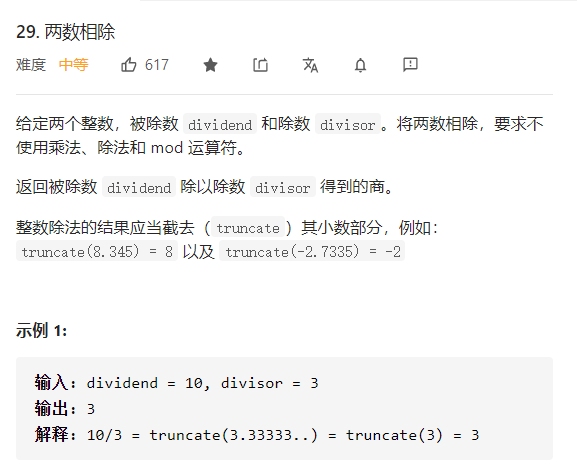 29. 两数相除
难度 中等 617
给定两个整数，被除数 dividend 和除数 divisor。将两数相除，要求不
使用乘法、除法和 mod 运算符。
返回被除数 dividend 除以除数 divisor 得到的商。
整数除法的结果应当截去（truncate）其小数部分，例如：
truncate(8.345) = 8 以及 truncate(-2.7335) = -2
示例 1:
输入: dividend = 10, divisor = 3
输出: 3
解释: 10/3 = truncate(3.33333..) = truncate(3) = 3